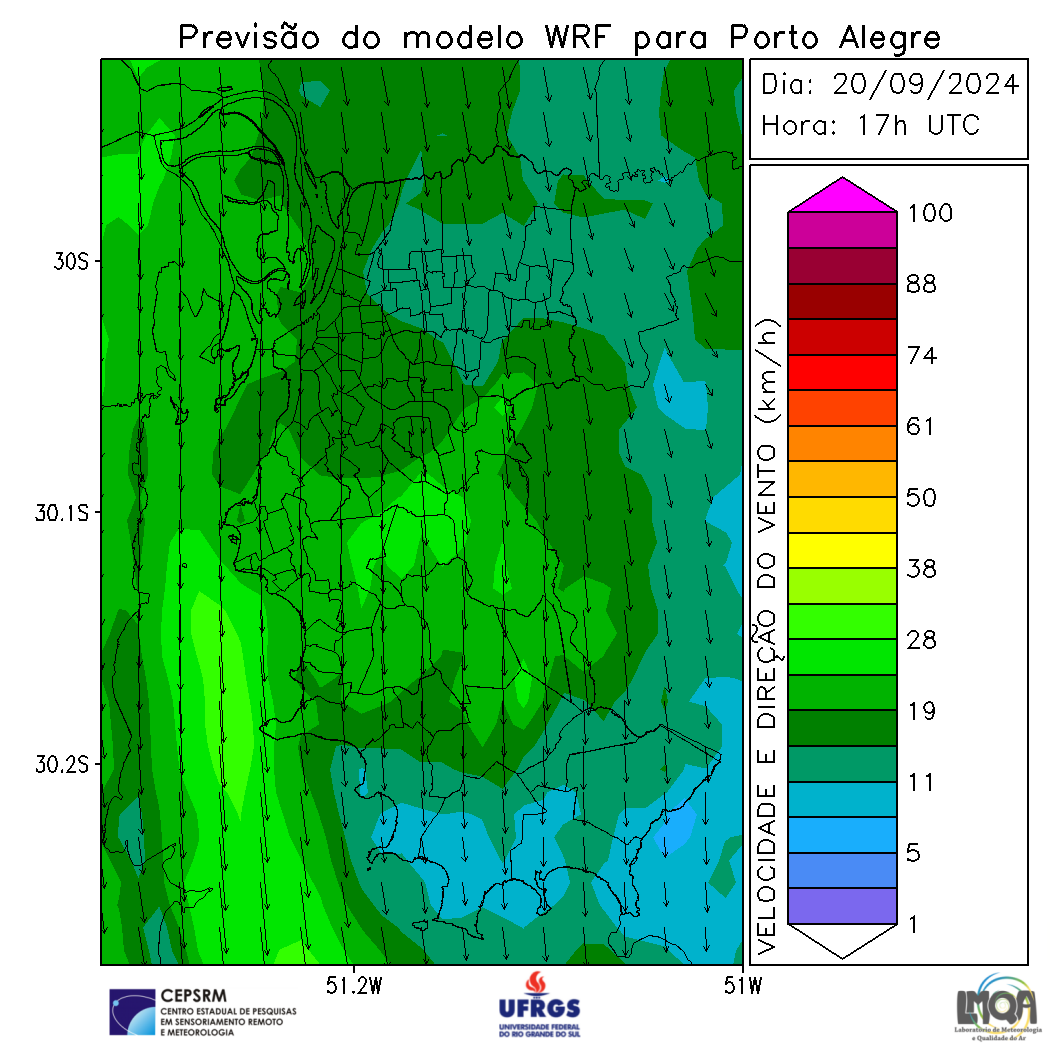 Previsão do modelo WRF para Porto Alegre
Dia: 20/09/2024
Hora: 17h UTC
30S
30.1S
30.2S
51.2W
51W
VELOCIDADE E DIREÇÃO DO VENTO (km/h)
100
88
74
61
50
38
28
19
11
5
1
CEPSRM
CENTRO ESTADUAL DE PESQUISAS
EM SENSORIAMENTO REMOTO
E METEOROLOGIA
UFRGS
UNIVERSIDADE FEDERAL
DO RIO GRANDE DO SUL
LMQA
Laboratório de Meteorologia
e Qualidade do Ar